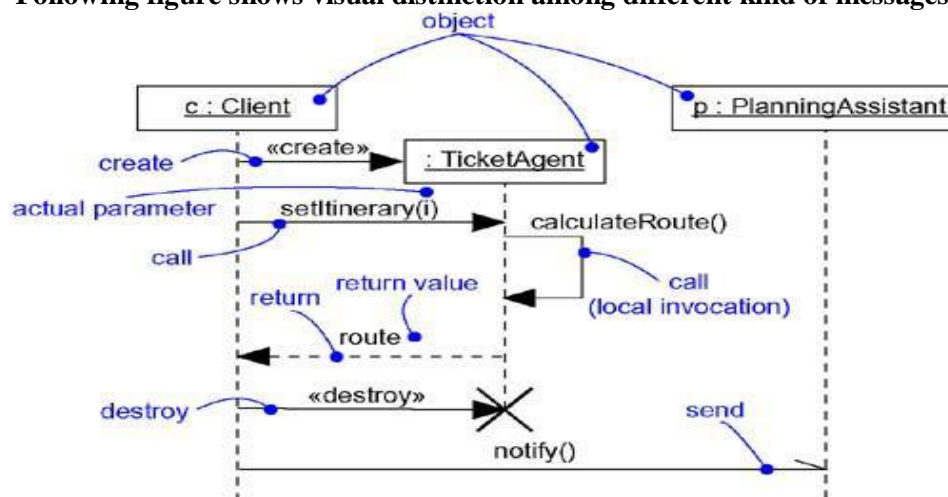 Following figure shows visual distinction among different kind of messages
object
c : Client
p : PlanningAssistant
«create»
: TicketAgent
create
actual parameter
setItinerary(i)
calculateRoute()
call
call
(local invocation)
return value
return
route
«destroy»
destroy
send
notify()